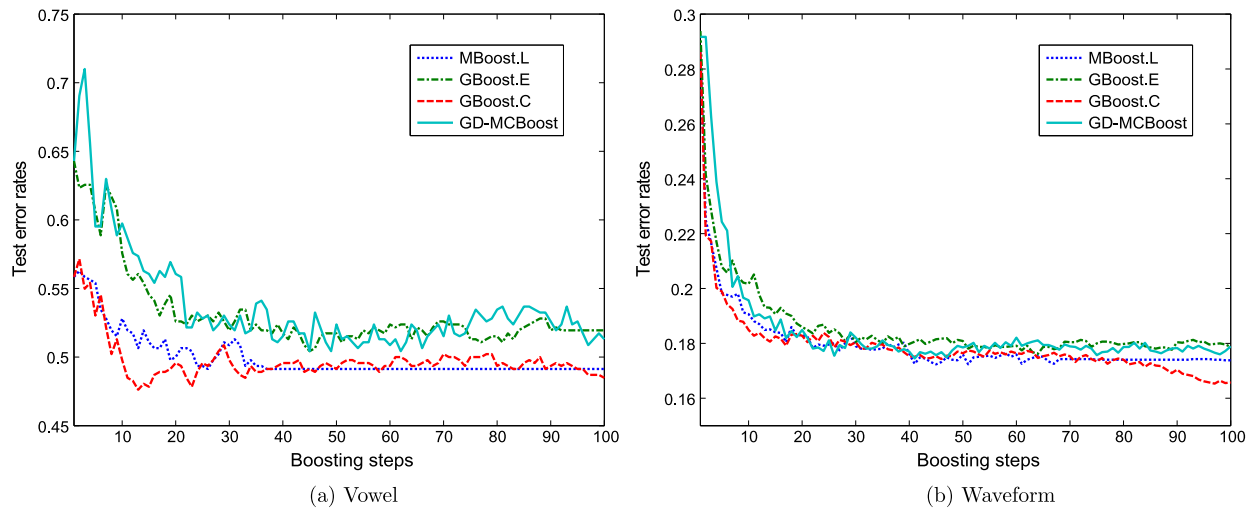 0.75
0.7
0.65
0.6
0.55
0.5
0.45
Test error rates
MBoost.L
GBoost.E
GBoost.C
GD-MCBoost
10 20 30 40 50 60 70 80 90 100
Boosting steps
(a) Vowel
0.3
0.28
0.26
0.24
0.22
0.2
0.18
0.16
Test error rates
MBoost.L
GBoost.E
GBoost.C
GD-MCBoost
10 20 30 40 50 60 70 80 90 100
Boosting steps
(b) Waveform